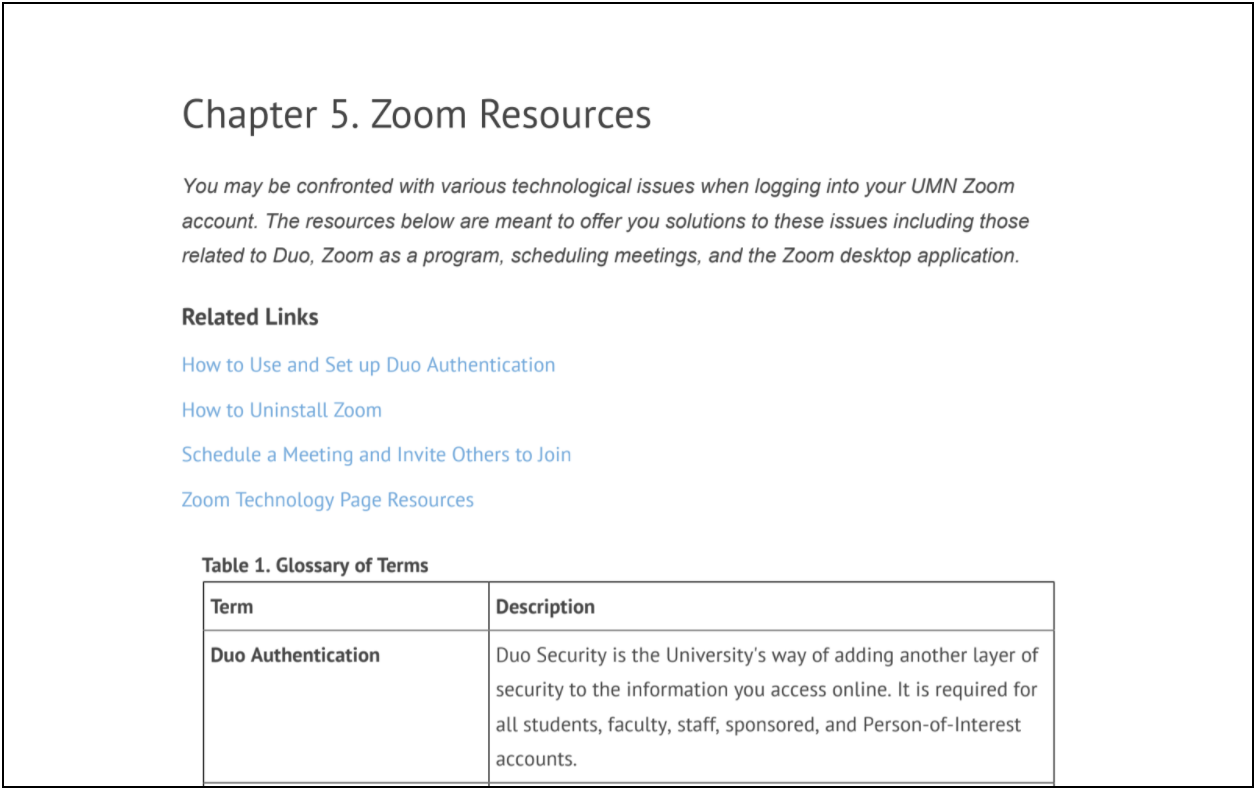 Chapter 5. Zoom Resources
You may be confronted with various technological issues when logging into your UMN Zoom
account. The resources below are meant to offer you solutions to these issues including those
related to Duo, Zoom as a program, scheduling meetings, and the Zoom desktop application.
Related Links
How to Use and Set up Duo Authentication
How to Uninstall Zoom
Schedule a Meeting and Invite Others to Join
Zoom Technology Page Resources
Table 1. Glossary of Terms
Term Description
Duo Authentication Duo Security is the University's way of adding another layer of
security to the information you access online. It is required for
all students, faculty, staff, sponsored, and Person-of-Interest
accounts.